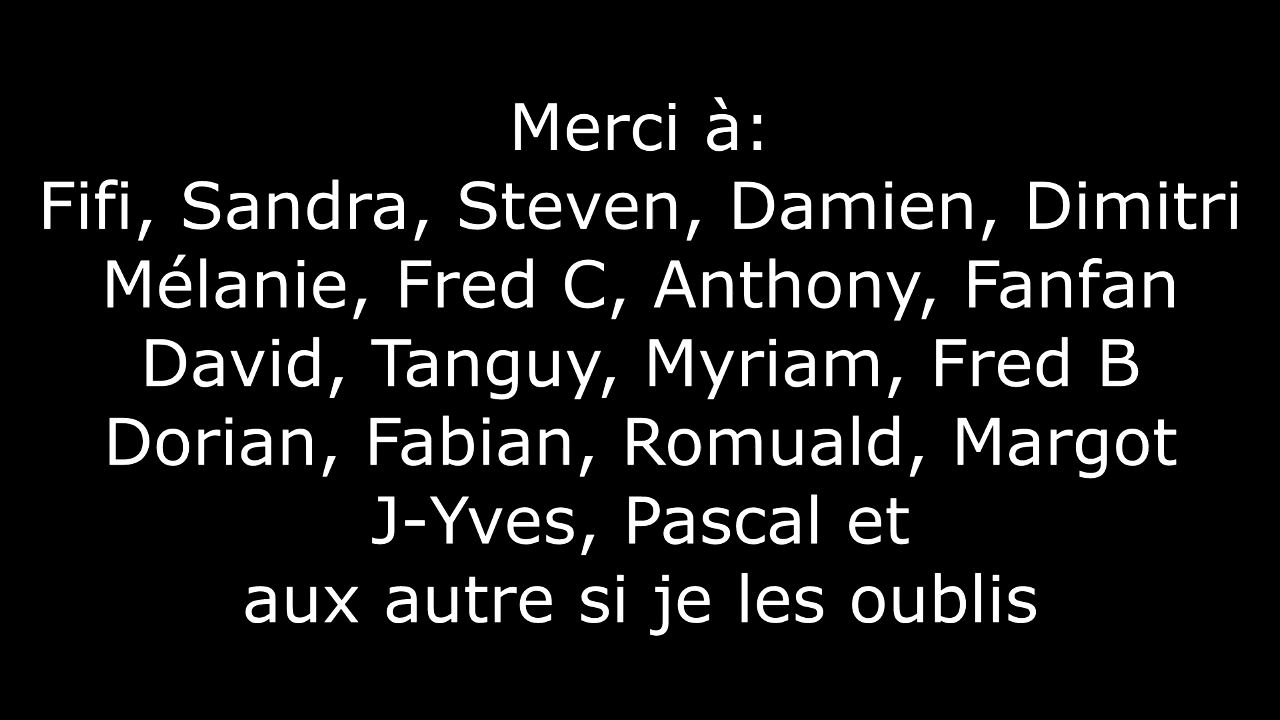 Merci à:
Fifi, Sandra, Steven, Damien, Dimitri
Mélanie, Fred C, Anthony, Fanfan
David, Tanguy, Myriam, Fred B
Dorian, Fabian, Romuald, Margot
J-Yves, Pascal et
aux autre si je les oublis